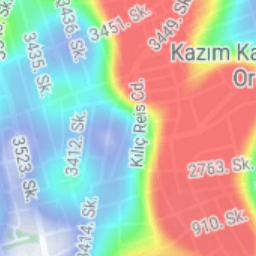 3451. Sk.
3449. Sk.
3436. Sk.
3435. Sk.
Kazım Ka
Or
Kılıç Reis Cd.
3412. Sk.
3523. Sk.
2763. Sk.
3414. Sk.
910. Sk.